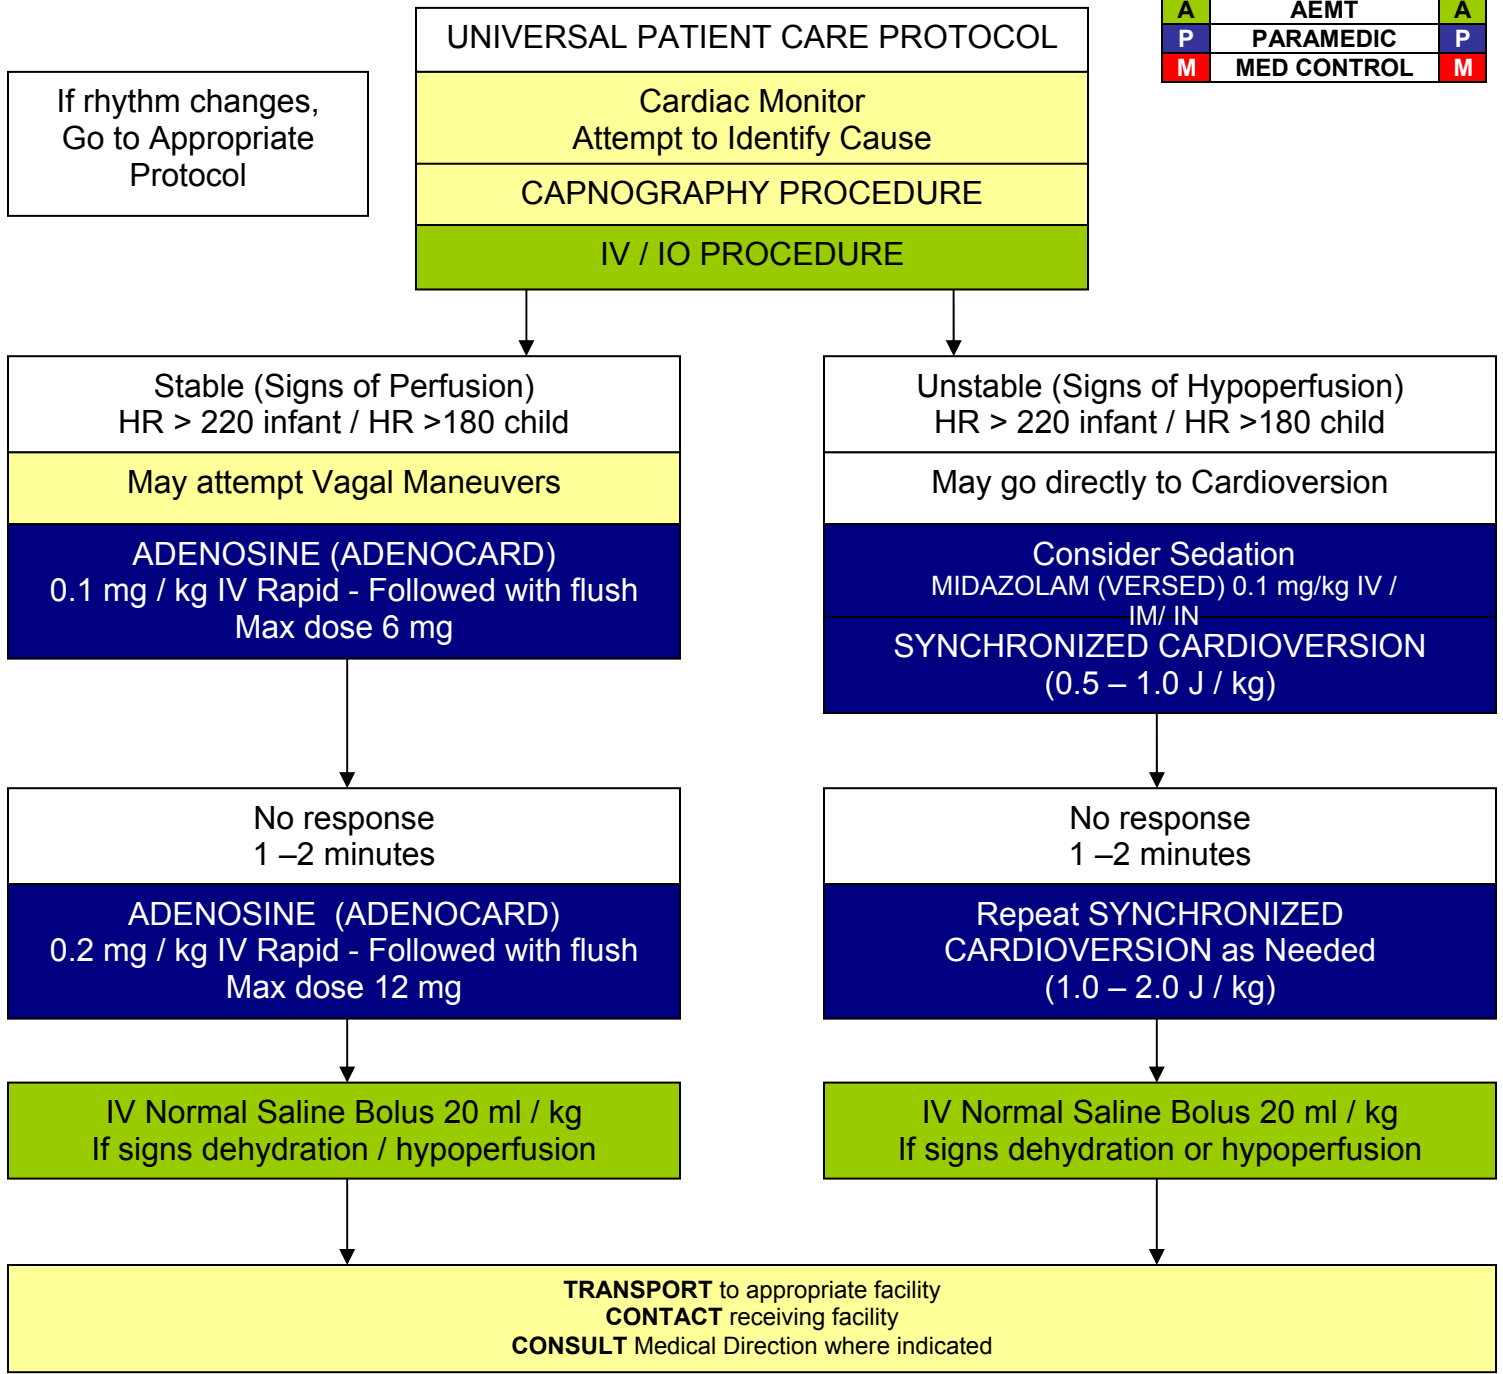 A AEMT A
P PARAMEDIC P
M MED CONTROL M
UNIVERSAL PATIENT CARE PROTOCOL
Cardiac Monitor
Attempt to Identify Cause
CAPNOGRAPHY PROCEDURE
IV / IO PROCEDURE
If rhythm changes,
Go to Appropriate
Protocol
Stable (Signs of Perfusion)
HR > 220 infant / HR >180 child
May attempt Vagal Maneuvers
ADENOSINE (ADENOCARD)
0.1 mg / kg IV Rapid - Followed with flush
Max dose 6 mg
No response
1 –2 minutes
ADENOSINE (ADENOCARD)
0.2 mg / kg IV Rapid - Followed with flush
Max dose 12 mg
IV Normal Saline Bolus 20 ml / kg
If signs dehydration / hypoperfusion
Unstable (Signs of Hypoperfusion)
HR > 220 infant / HR >180 child
May go directly to Cardioversion
Consider Sedation
MIDAZOLAM (VERSED) 0.1 mg/kg IV /
IM/ IN
SYNCHRONIZED CARDIOVERSION
(0.5 – 1.0 J / kg)
No response
1 –2 minutes
Repeat SYNCHRONIZED
CARDIOVERSION as Needed
(1.0 – 2.0 J / kg)
IV Normal Saline Bolus 20 ml / kg
If signs dehydration or hypoperfusion
TRANSPORT to appropriate facility
CONTACT receiving facility
CONSULT Medical Direction where indicated